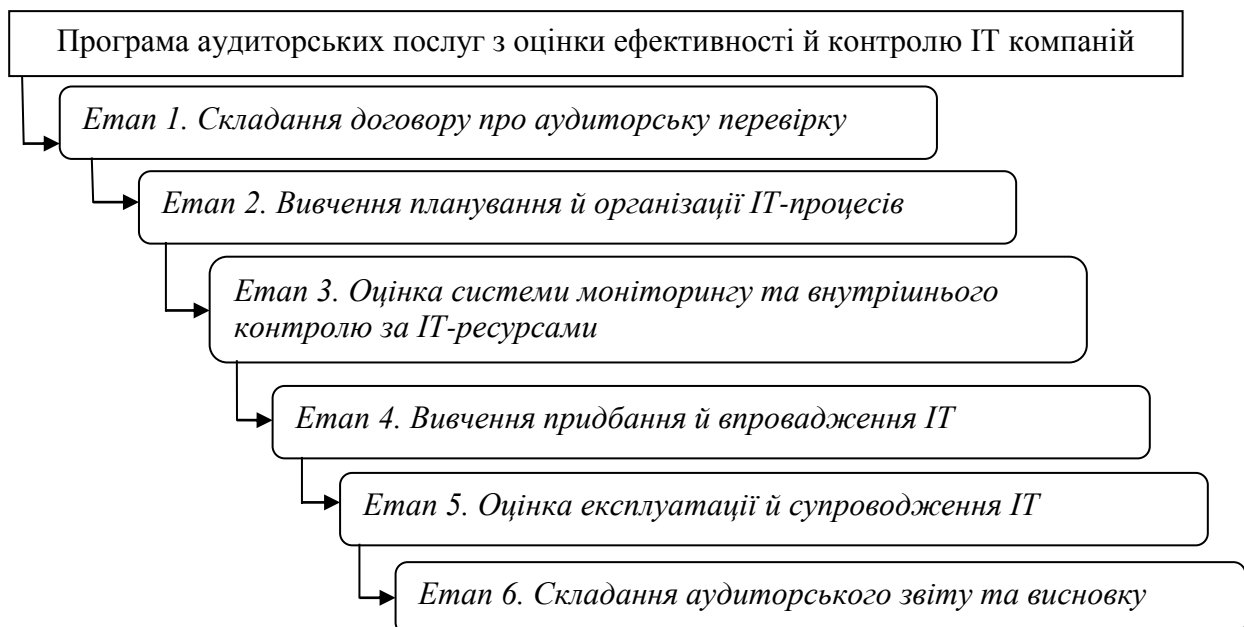 Програма аудиторських послуг з оцінки ефективності й контролю ІТ компаній
Етап 1. Складання договору про аудиторську перевірку
Етап 2. Вивчення планування й організації ІТ-процесів
Етап 3. Оцінка системи моніторингу та внутрішнього
контролю за ІТ-ресурсами
Етап 4. Вивчення придбання й впровадження ІТ
Етап 5. Оцінка експлуатації й супроводження ІТ
Етап 6. Складання аудиторського звіту та висновку